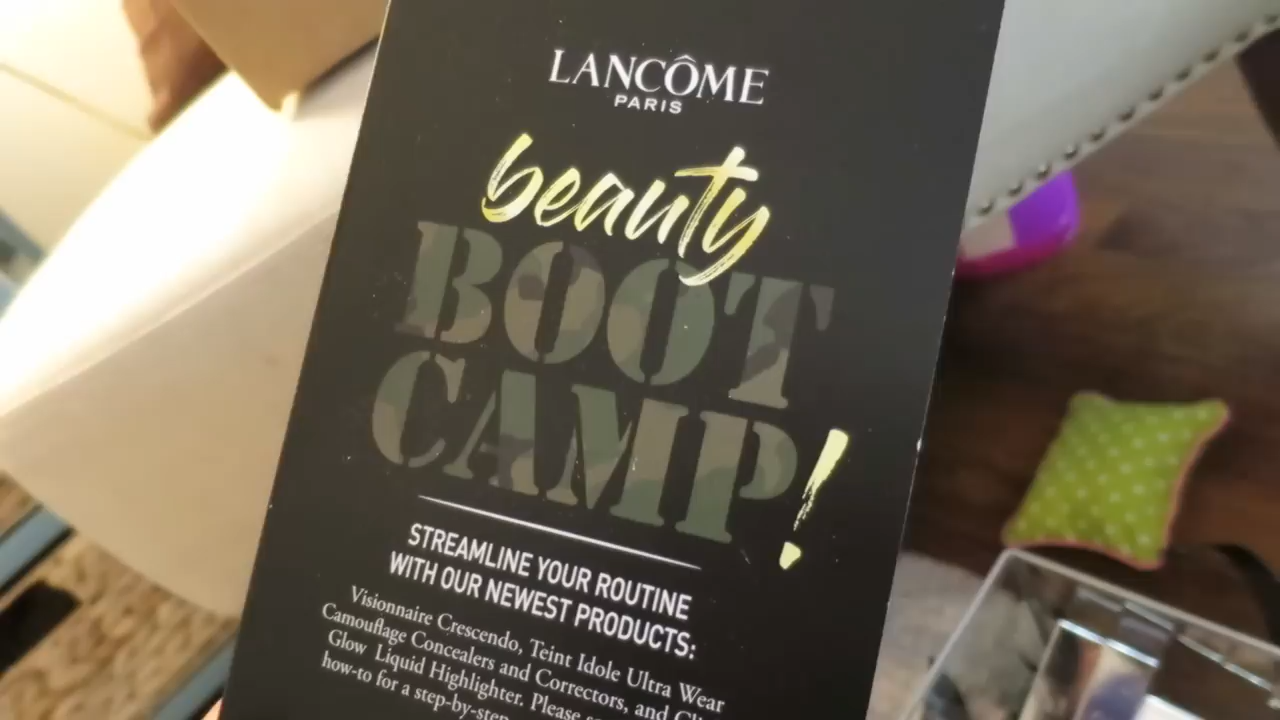 LANCÔME
PARIS
beauty
BOOT
CAMP!
STREAMLINE YOUR ROUTINE
WITH OUR NEWEST PRODUCTS:
Visionnaire Crescendo, Teint Idole Ultra Wear
Camouflage Concealers and Correctors, and
Glow Liquid Highlighter. Please
how-to for a step-by-step